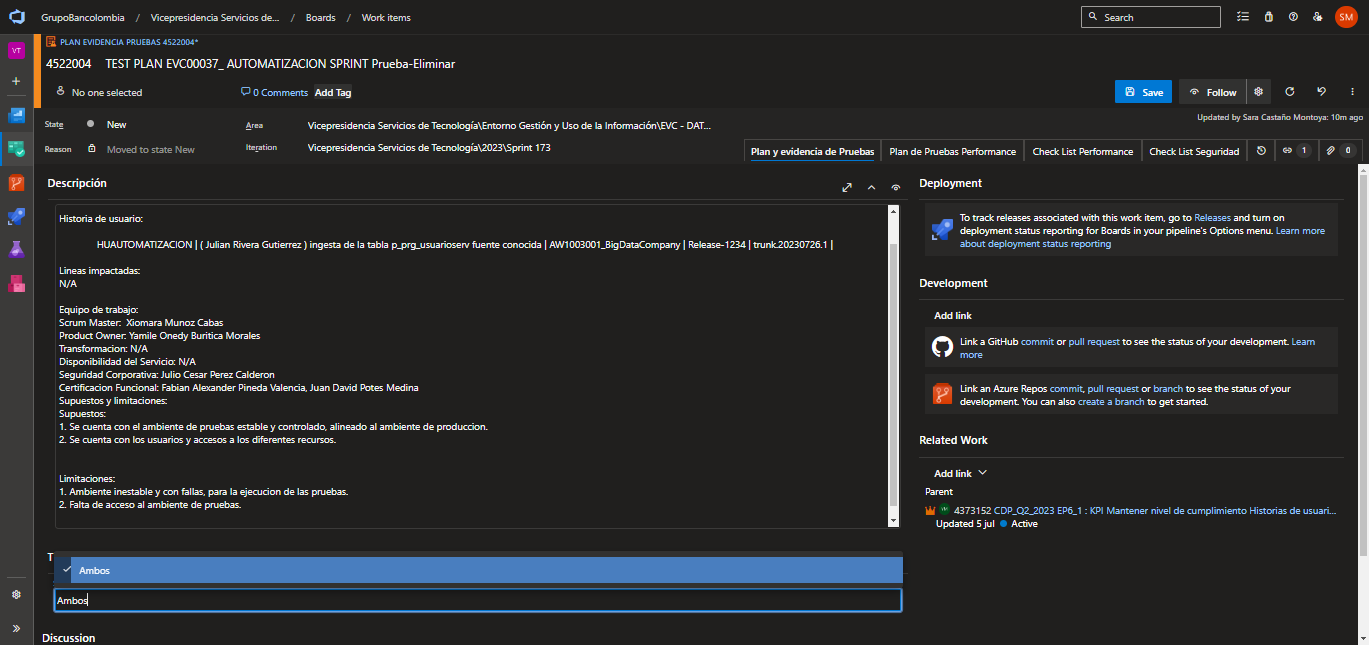 GrupoBancolombia / Vicepresidencia Servicios de... / Boards / Work items
Search
SM
VT
PLAN EVIDENCIA PRUEBAS 4522004*
4522004 TEST PLAN EVC00037_ AUTOMATIZACION SPRINT Prueba-Eliminar
No one selected
0 Comments
Add Tag
Save
Follow
Updated by Sara Castaño Montoya: 10m ago
State
New
Area
Vicepresidencia Servicios de Tecnología\Entorno Gestión y Uso de la Información\EVC - DAT...
Reason
Moved to state New
Iteration
Vicepresidencia Servicios de Tecnología\2023\Sprint 173
Plan y evidencia de Pruebas
Plan de Pruebas Performance
Check List Performance
Check List Seguridad
1
0
Descripción
Historia de usuario:
HUAUTOMATIZACION | ( Julian Rivera Gutierrez ) ingesta de la tabla p_prg_usuarioserv fuente conocida | AW1003001_BigDataCompany | Release-1234 | trunk.20230726.1 |
Lineas impactadas:
N/A
Equipo de trabajo:
Scrum Master: Xiomara Munoz Cabas
Product Owner: Yamile Onedy Buritica Morales
Transformacion: N/A
Disponibilidad del Servicio: N/A
Seguridad Corporativa: Julio Cesar Perez Calderon
Certificacion Funcional: Fabian Alexander Pineda Valencia, Juan David Potes Medina
Supuestos y limitaciones:
Supuestos:
1. Se cuenta con el ambiente de pruebas estable y controlado, alineado al ambiente de produccion.
2. Se cuenta con los usuarios y accesos a los diferentes recursos.
Limitaciones:
1. Ambiente inestable y con fallas, para la ejecucion de las pruebas.
2. Falta de acceso al ambiente de pruebas.
T
Ambos
Ambos
Discussion
Deployment
To track releases associated with this work item, go to Releases and turn on
deployment status reporting for Boards in your pipeline's Options menu. Learn more
about deployment status reporting
Development
Add link
Link a GitHub commit or pull request to see the status of your development. Learn
more
Link an Azure Repos commit, pull request or branch to see the status of your
development. You can also create a branch to get started.
Related Work
Add link
Parent
4373152 CDP_Q2_2023 EP6_1 : KPI Mantener nivel de cumplimiento Historias de usuari...
Updated 5 jul
Active